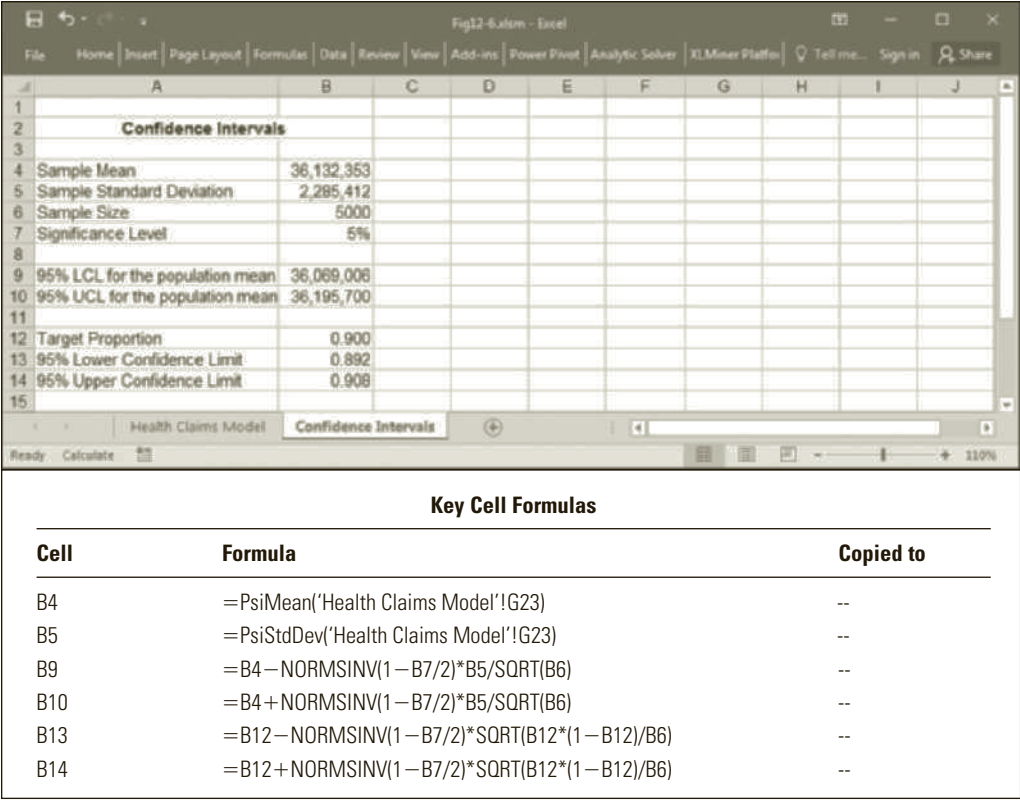 Fig12-6.xlsm - Excel
File Home Insert Page Layout Formulas Data Review View Add-ins Power Pivot Analytic Solver XLMiner Platfor Tell me... Sign in Share
A B C D E F G H I J
1
2 Confidence Intervals
3
4 Sample Mean 36,132,353
5 Sample Standard Deviation 2,285,412
6 Sample Size 5000
7 Significance Level 5%
8
9 95% LCL for the population mean 36,069,006
10 95% UCL for the population mean 36,195,700
11
12 Target Proportion 0.900
13 95% Lower Confidence Limit 0.892
14 95% Upper Confidence Limit 0.908
15
Health Claims Model Confidence Intervals
Ready Calculate 110%
Key Cell Formulas
Cell Formula Copied to
B4 =PsiMean(‘Health Claims Model’!G23) --
B5 =PsiStdDev(‘Health Claims Model’!G23) --
B9 =B4−NORMSINV(1−B7/2)*B5/SQRT(B6) --
B10 =B4+NORMSINV(1−B7/2)*B5/SQRT(B6) --
B13 =B12−NORMSINV(1−B7/2)*SQRT(B12*(1−B12)/B6) --
B14 =B12+NORMSINV(1−B7/2)*SQRT(B12*(1−B12)/B6) --